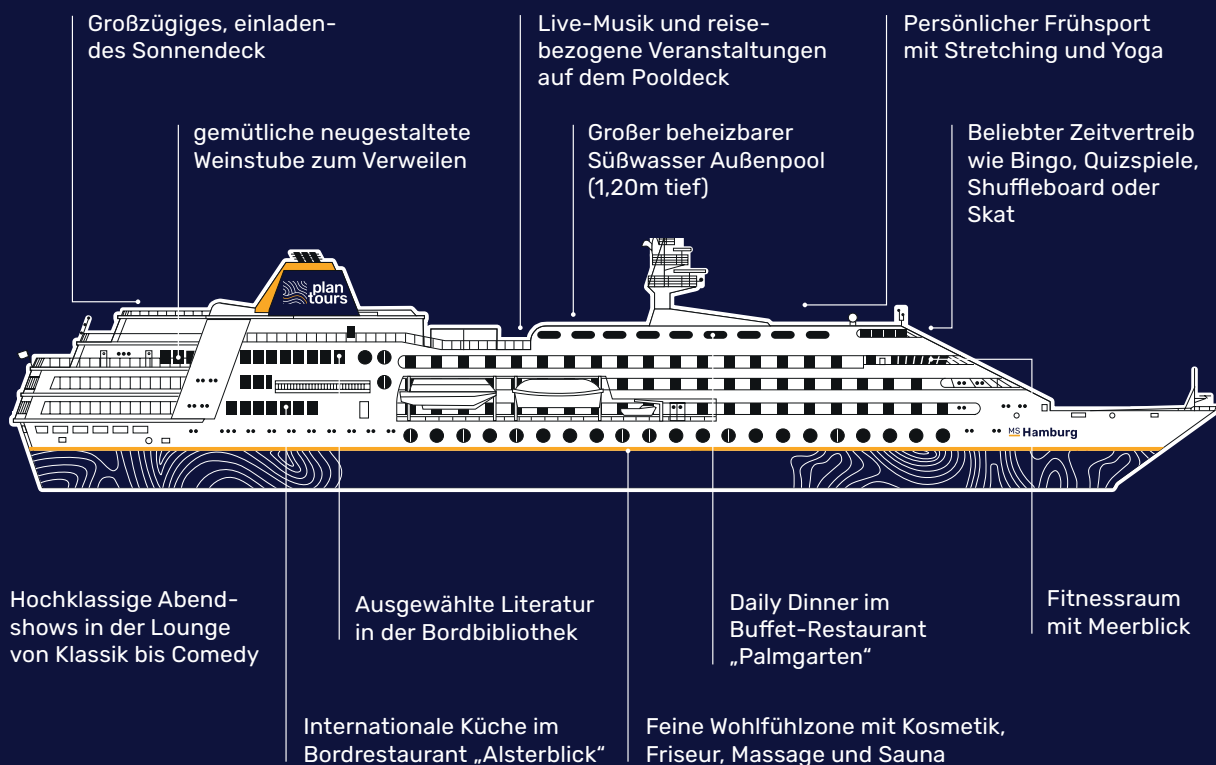 Großzügiges, einladen-
des Sonnendeck
Live-Musik und reise-
bezogene Veranstaltungen
auf dem Pooldeck
Persönlicher Frühsport
mit Stretching und Yoga
gemütliche neugestaltete
Weinstube zum Verweilen
Großer beheizbarer
Süßwasser Außenpool
(1,20m tief)
Beliebter Zeitvertreib
wie Bingo, Quizspiele,
Shuffleboard oder
Skat
plan
tours
MS Hamburg
Hochklassige Abend-
shows in der Lounge
von Klassik bis Comedy
Ausgewählte Literatur
in der Bordbibliothek
Daily Dinner im
Buffet-Restaurant
„Palmgarten“
Fitnessraum
mit Meerblick
Internationale Küche im
Bordrestaurant „Alsterblick“
Feine Wohlfühlzone mit Kosmetik,
Friseur, Massage und Sauna